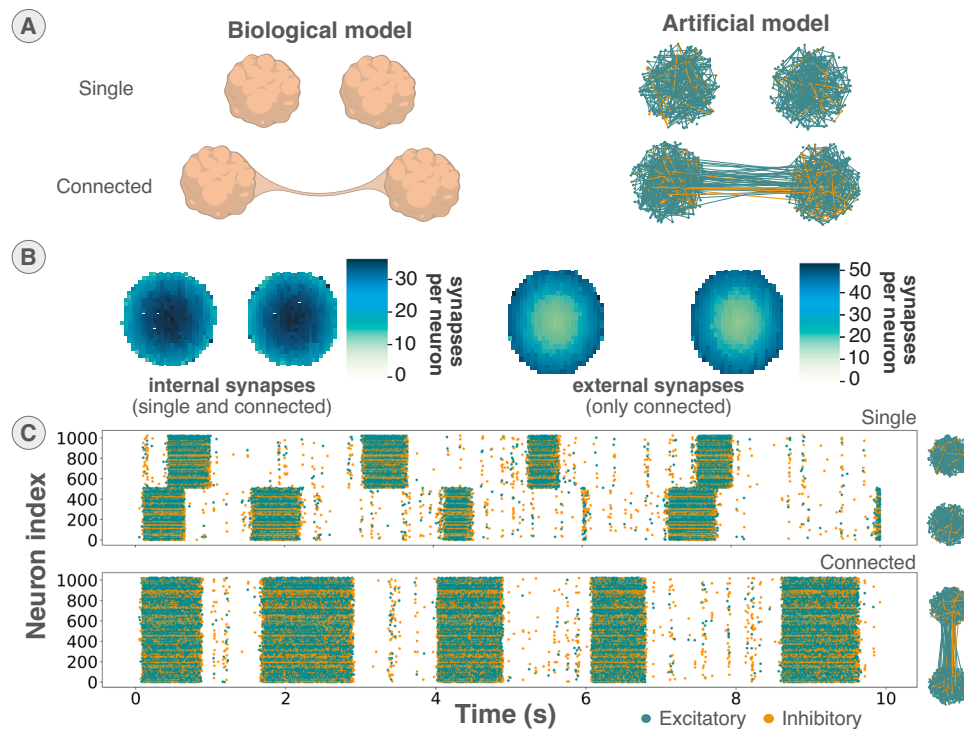 A
Biological model
Artificial model
Single
Connected
B
30
20
10
0
synapses
per neuron
50
40
30
20
10
0
synapses
per neuron
internal synapses
(single and connected)
external synapses
(only connected)
C
Single
1000
800
600
400
200
0
Connected
1000
800
600
400
200
0
Neuron index
0 2 4 6 8 10
Time (s)
Excitatory Inhibitory